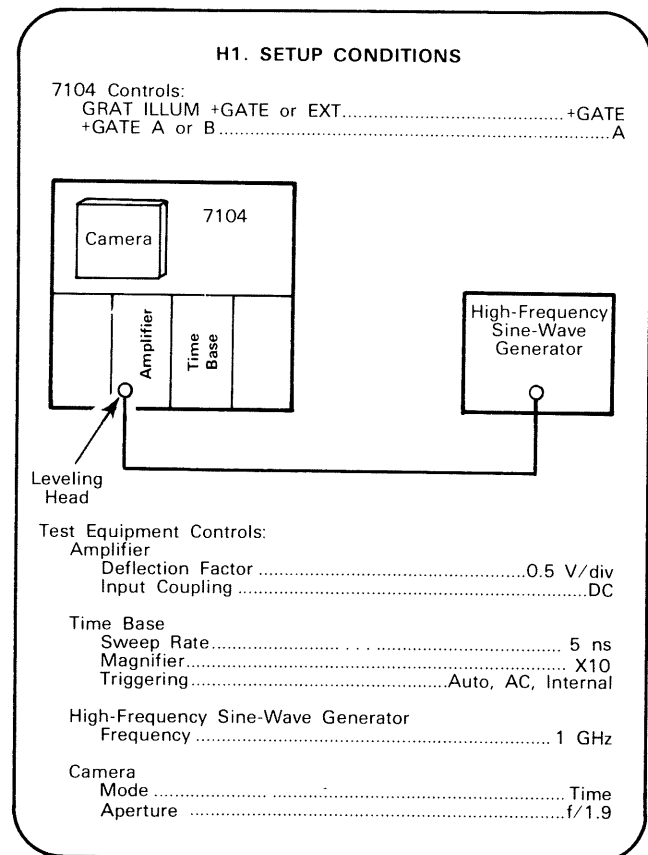 H1. SETUP CONDITIONS
7104 Controls:
GRAT ILLUM +GATE or EXT.......................................+GATE
+GATE A or B.....................................................................A
7104
Camera
Amplifier
Time
Base
High-Frequency
Sine-Wave
Generator
Leveling
Head
Test Equipment Controls:
Amplifier
Deflection Factor ...............................................0.5 V/div
Input Coupling ..............................................................DC
Time Base
Sweep Rate...................... . . . ................................. 5 ns
Magnifier.................................................................... X10
Triggering.............................................Auto, AC, Internal
High-Frequency Sine-Wave Generator
Frequency ............................................................... 1 GHz
Camera
Mode .................. ............................................... Time
Aperture ..................................................................f/1.9